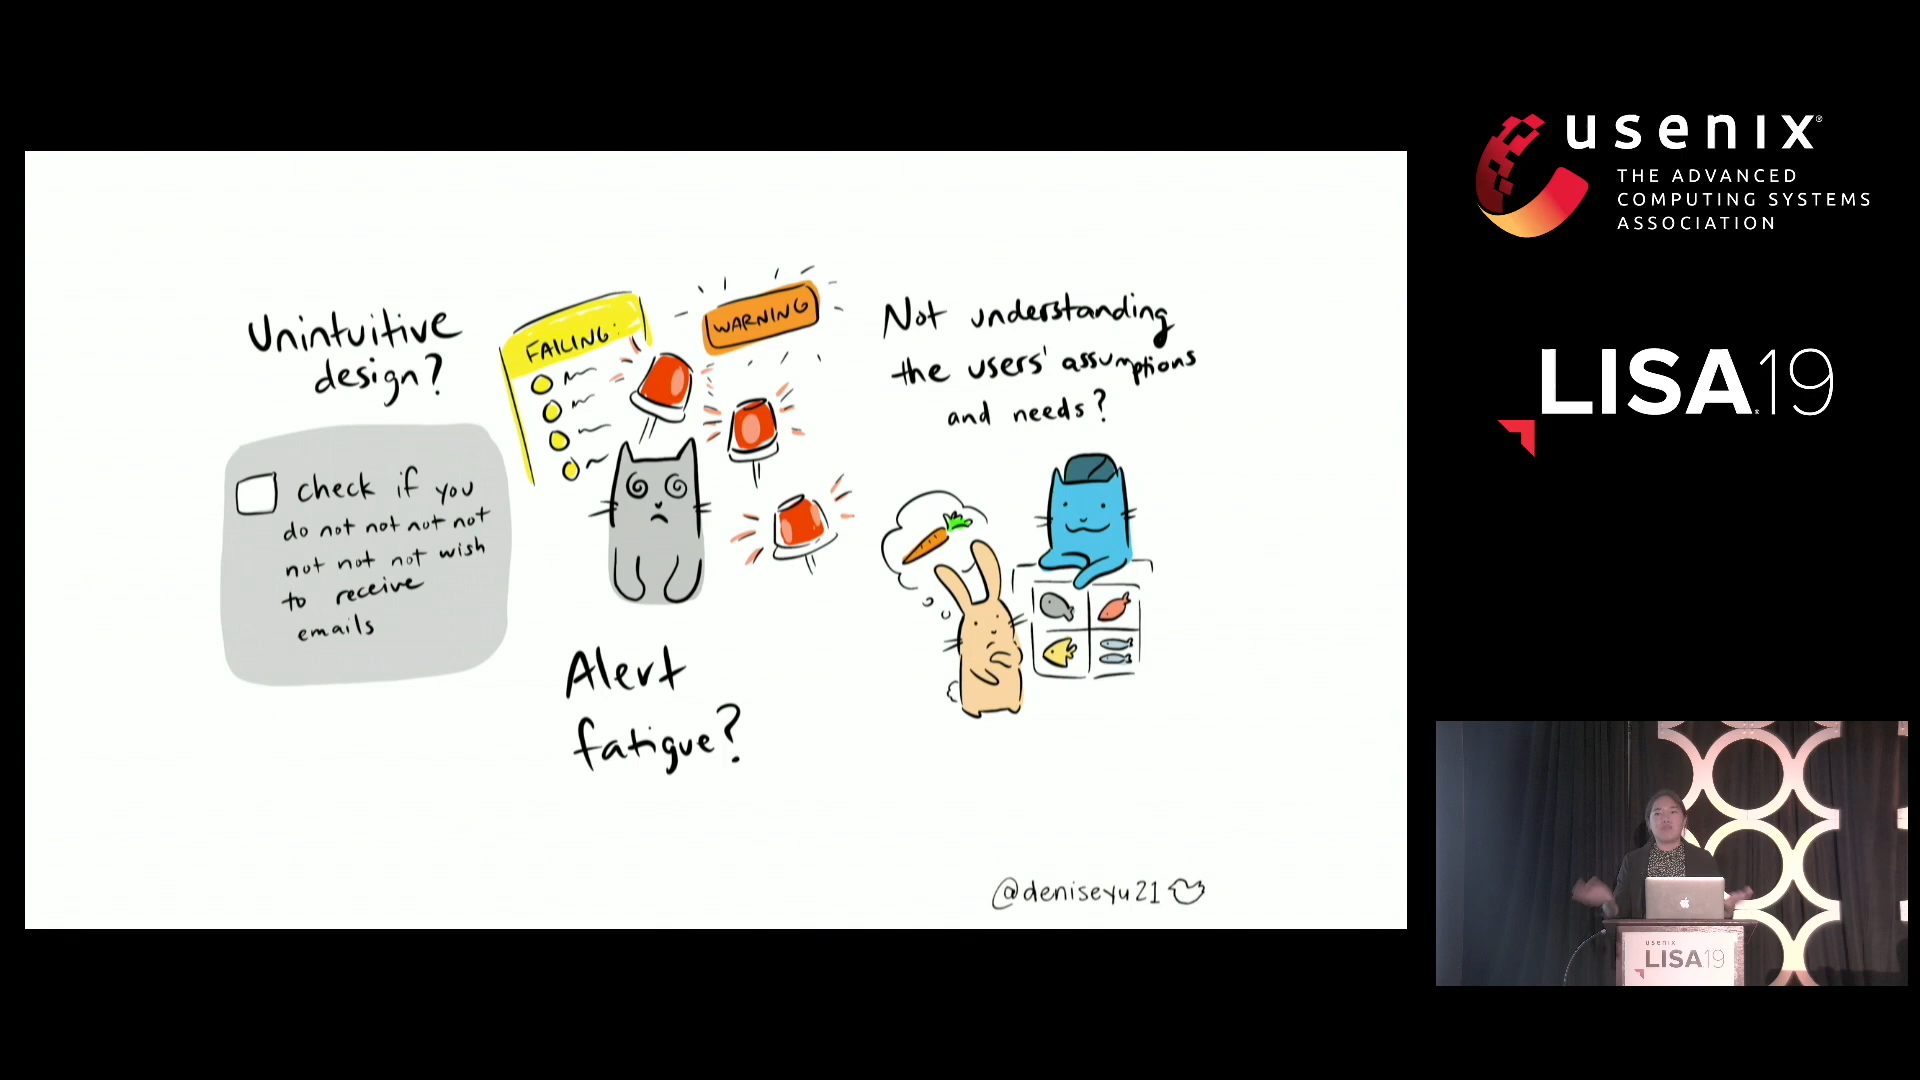 Unintuitive
design?
check if you
do not not not not
not not not wish
to receive
emails
FAILING:
WARNING
Alert
fatigue?
Not understanding
the users' assumptions
and needs?
@deniseyu21
usenix®
THE ADVANCED
COMPUTING SYSTEMS
ASSOCIATION
LISA19
usenix
LISA19